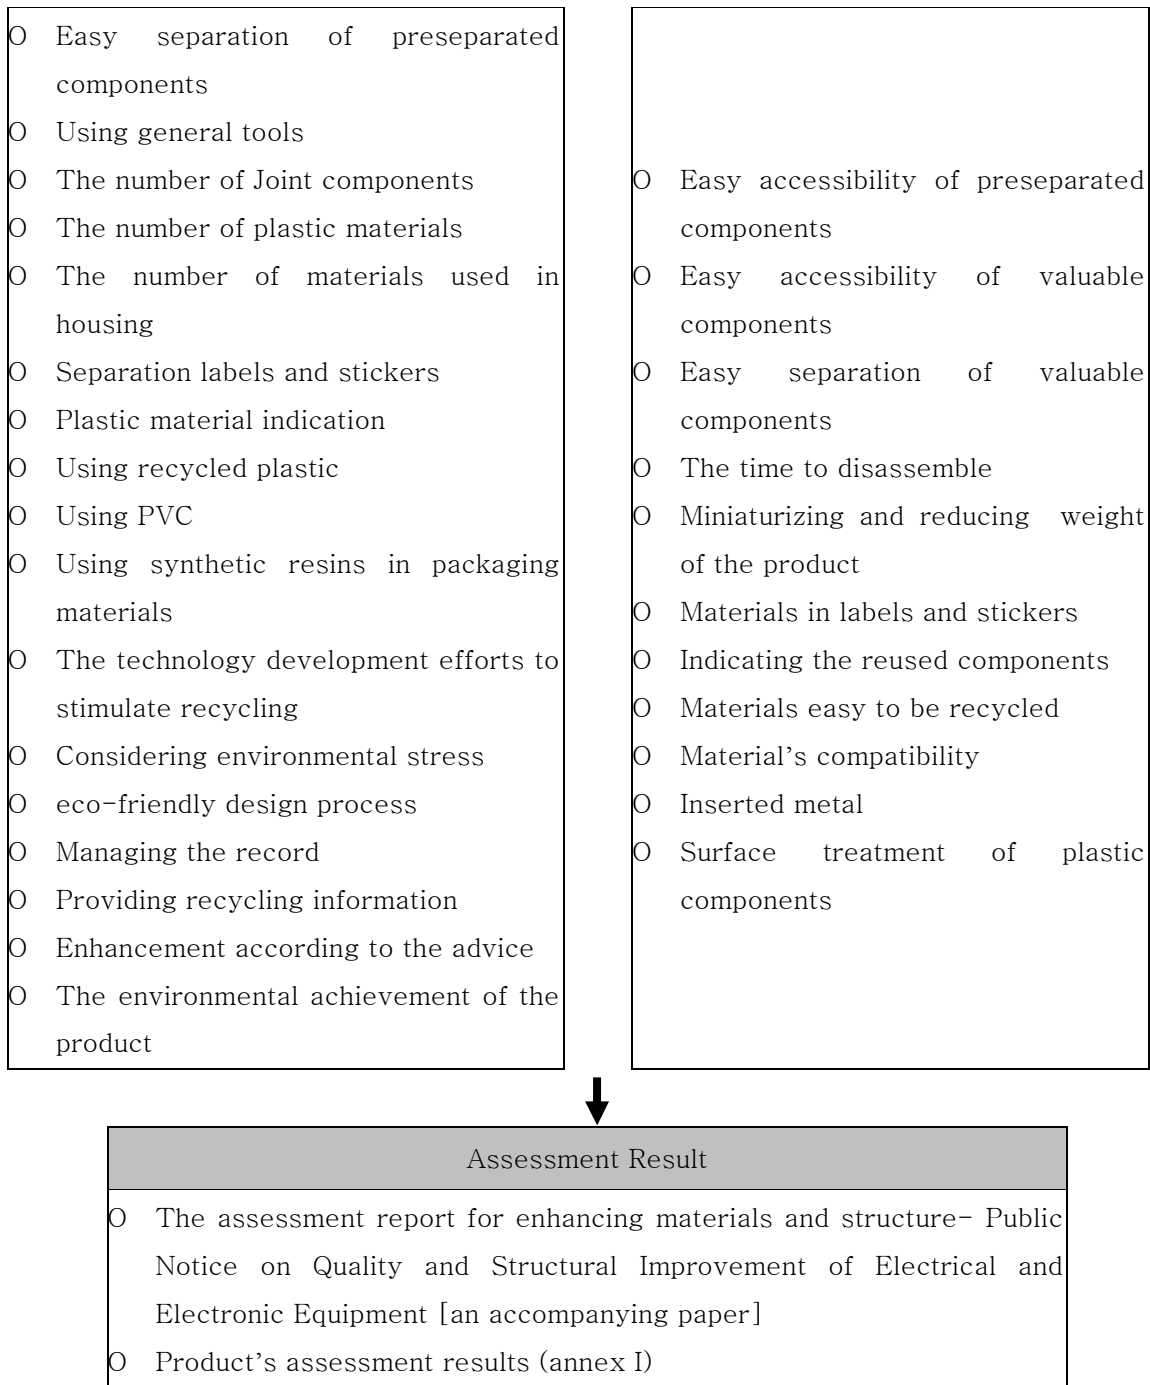 O Easy separation of preseparated
components
O Using general tools
O The number of Joint components
O The number of plastic materials
O The number of materials used in
housing
O Separation labels and stickers
O Plastic material indication
O Using recycled plastic
O Using PVC
O Using synthetic resins in packaging
materials
O The technology development efforts to
stimulate recycling
O Considering environmental stress
O eco-friendly design process
O Managing the record
O Providing recycling information
O Enhancement according to the advice
O The environmental achievement of the
product
O Easy accessibility of preseparated
components
O Easy accessibility of valuable
components
O Easy separation of valuable
components
O The time to disassemble
O Miniaturizing and reducing weight
of the product
O Materials in labels and stickers
O Indicating the reused components
O Materials easy to be recycled
O Material's compatibility
O Inserted metal
O Surface treatment of plastic
components
Assessment Result
O The assessment report for enhancing materials and structure- Public
Notice on Quality and Structural Improvement of Electrical and
Electronic Equipment [an accompanying paper]
O Product's assessment results (annex I)